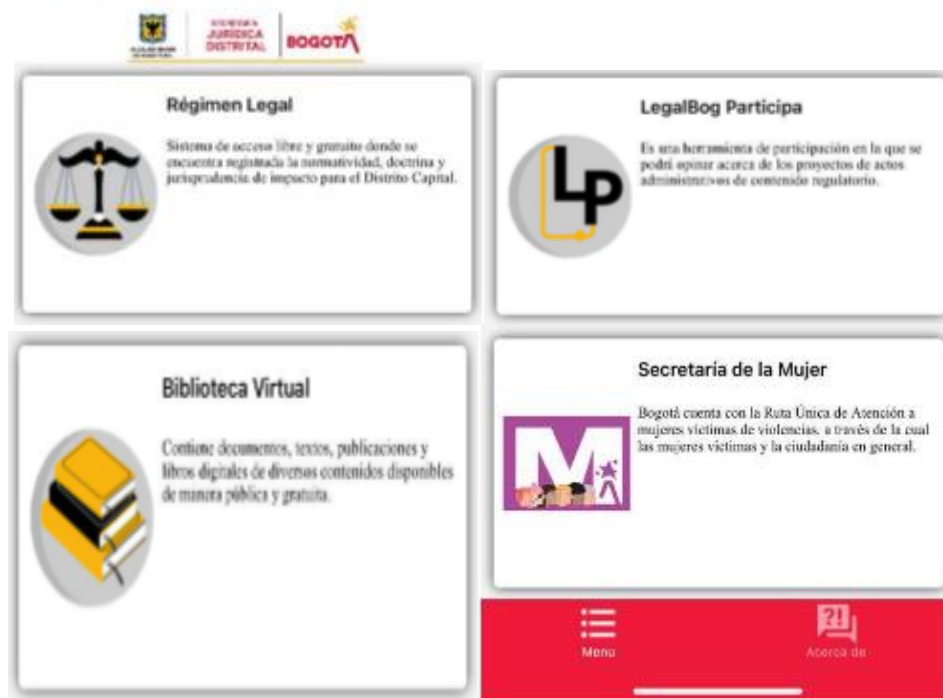 SECRETARÍA
JURÍDICA
DISTRITAL
BOGOTÁ
Régimen Legal
Sistema de acceso libre y gratuito donde se
encuentra registrada la normatividad, doctrina y
jurisprudencia de impacto para el Distrito Capital.
LegalBog Participa
Es una herramienta de participación en la que se
podrá opinar acerca de los proyectos de actos
administrativos de contenido regulatorio.
LP
Biblioteca Virtual
Contiene documentos, textos, publicaciones y
libros digitales de diversos contenidos disponibles
de manera pública y gratuita.
Secretaría de la Mujer
Bogotá cuenta con la Ruta Única de Atención a
mujeres víctimas de violencias, a través de la cual
las mujeres víctimas y la ciudadanía en general.
M
?!
Menu
Acerca de